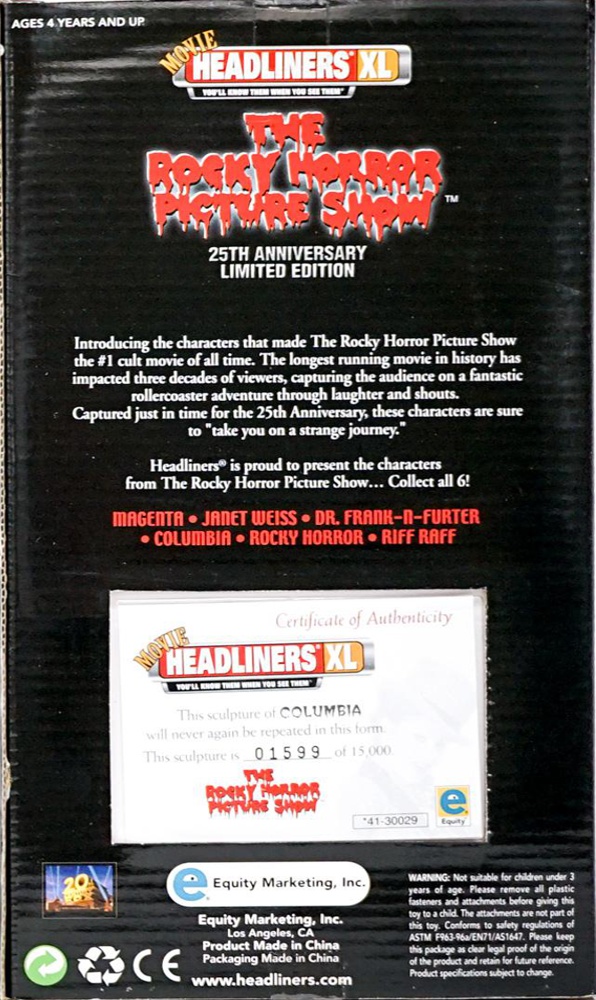 AGES 4 YEARS AND UP
MOVIE
HEADLINERS® XL
YOU'LL KNOW THEM WHEN YOU SEE THEM™
THE
ROCKY HORROR
PICTURE SHOW™
25TH ANNIVERSARY
LIMITED EDITION
Introducing the characters that made The Rocky Horror Picture Show
the #1 cult movie of all time. The longest running movie in history has
impacted three decades of viewers, capturing the audience on a fantastic
rollercoaster adventure through laughter and shouts.
Captured just in time for the 25th Anniversary, these characters are sure
to "take you on a strange journey."
Headliners® is proud to present the characters
from The Rocky Horror Picture Show... Collect all 6!
MAGENTA • JANET WEISS • DR. FRANK-N-FURTER
• COLUMBIA • ROCKY HORROR • RIFF RAFF
Certificate of Authenticity
MOVIE
HEADLINERS® XL
YOU'LL KNOW THEM WHEN YOU SEE THEM™
This sculpture of COLUMBIA
will never again be repeated in this form.
This sculpture is 01599 of 15,000.
THE
ROCKY HORROR
PICTURE SHOW
*41-30029
e
Equity
20
FOX
e Equity Marketing, Inc.
Equity Marketing, Inc.
Los Angeles, CA
Product Made in China
Packaging Made in China
www.headliners.com
CE
WARNING: Not suitable for children under 3
years of age. Please remove all plastic
fasteners and attachments before giving this
toy to a child. The attachments are not part of
this toy. Conforms to safety regulations of
ASTM F963-96a/EN71/AS1647. Please keep
this package as clear legal proof of the origin
of the product and retain for future reference.
Product specifications subject to change.